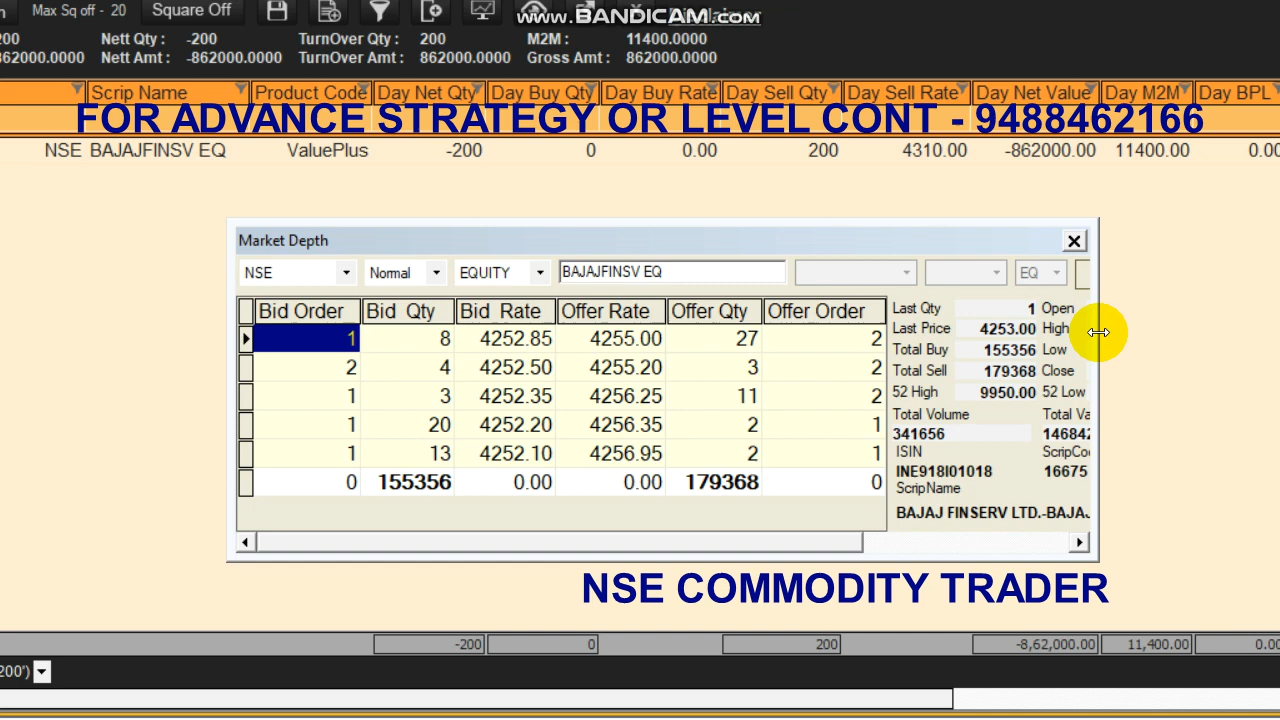 Max Sq off - 20 Square Off
www.BANDICAM.com
00 Nett Qty : -200 TurnOver Qty : 200 M2M : 11400.0000
862000.0000 Nett Amt : -862000.0000 TurnOver Amt : 862000.0000 Gross Amt : 862000.0000
Scrip Name Product Code Day Net Qty Day Buy Qty Day Buy Rate Day Sell Qty Day Sell Rate Day Net Value Day M2M Day BPL
FOR ADVANCE STRATEGY OR LEVEL CONT - 9488462166
NSE BAJAJFINSV EQ ValuePlus -200 0 0.00 200 4310.00 -862000.00 11400.00 0.00
Market Depth
NSE Normal EQUITY BAJAJFINSV EQ EQ
Bid Order Bid Qty Bid Rate Offer Rate Offer Qty Offer Order
1 8 4252.85 4255.00 27 2
2 4 4252.50 4255.20 3 2
1 3 4252.35 4256.25 11 2
1 20 4252.20 4256.35 2 1
1 13 4252.10 4256.95 2 1
0 155356 0.00 0.00 179368 0
Last Qty 1 Open
Last Price 4253.00 High
Total Buy 155356 Low
Total Sell 179368 Close
52 High 9950.00 52 Low
Total Volume Total Va
341656 146842
ISIN ScripCo
INE918I01018 16675
ScripName
BAJAJ FINSERV LTD.-BAJAJ
NSE COMMODITY TRADER
-200 0 200 -8,62,000.00 11,400.00 0.00
200')